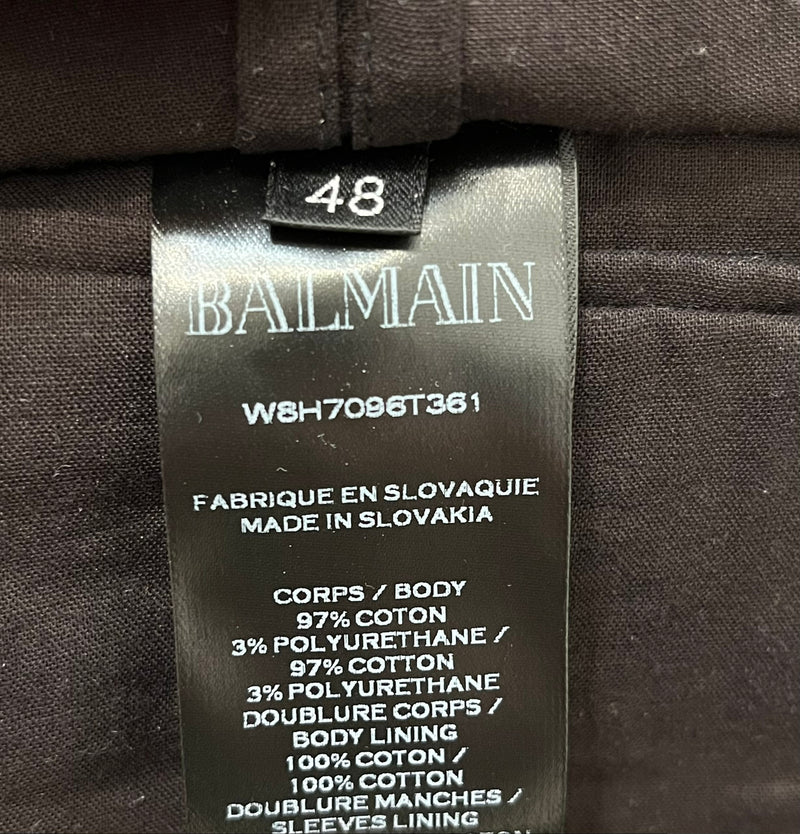 48
BALMAIN
W8H7096T361
FABRIQUE EN SLOVAQUIE
MADE IN SLOVAKIA
CORPS / BODY
97% COTON
3% POLYURETHANE /
97% COTTON
3% POLYURETHANE
DOUBLURE CORPS /
BODY LINING
100% COTON /
100% COTTON
DOUBLURE MANCHES /
SLEEVES LINING